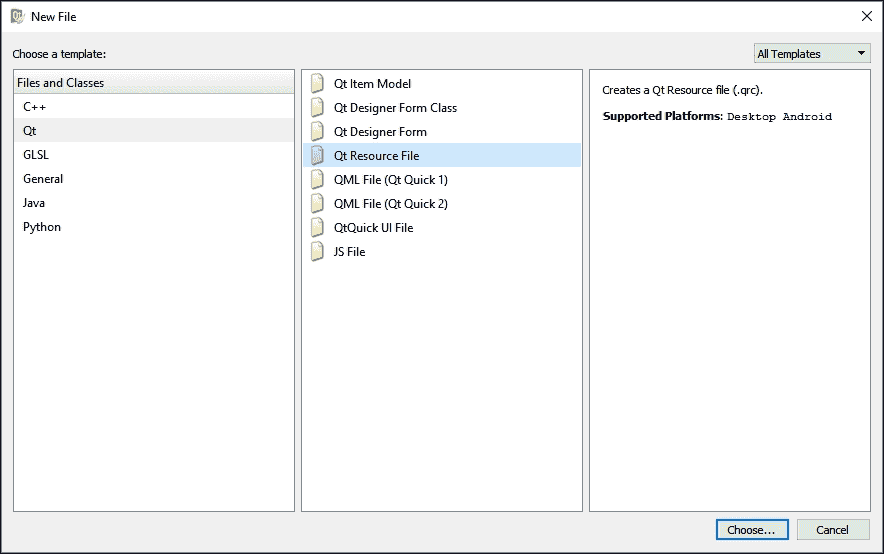 New File
Choose a template:
All Templates
Files and Classes
C++
Qt
GLSL
General
Java
Python
Qt Item Model
Qt Designer Form Class
Qt Designer Form
Qt Resource File
QML File (Qt Quick 1)
QML File (Qt Quick 2)
QtQuick UI File
JS File
Creates a Qt Resource file (.qrc).
Supported Platforms: Desktop Android
Choose...
Cancel